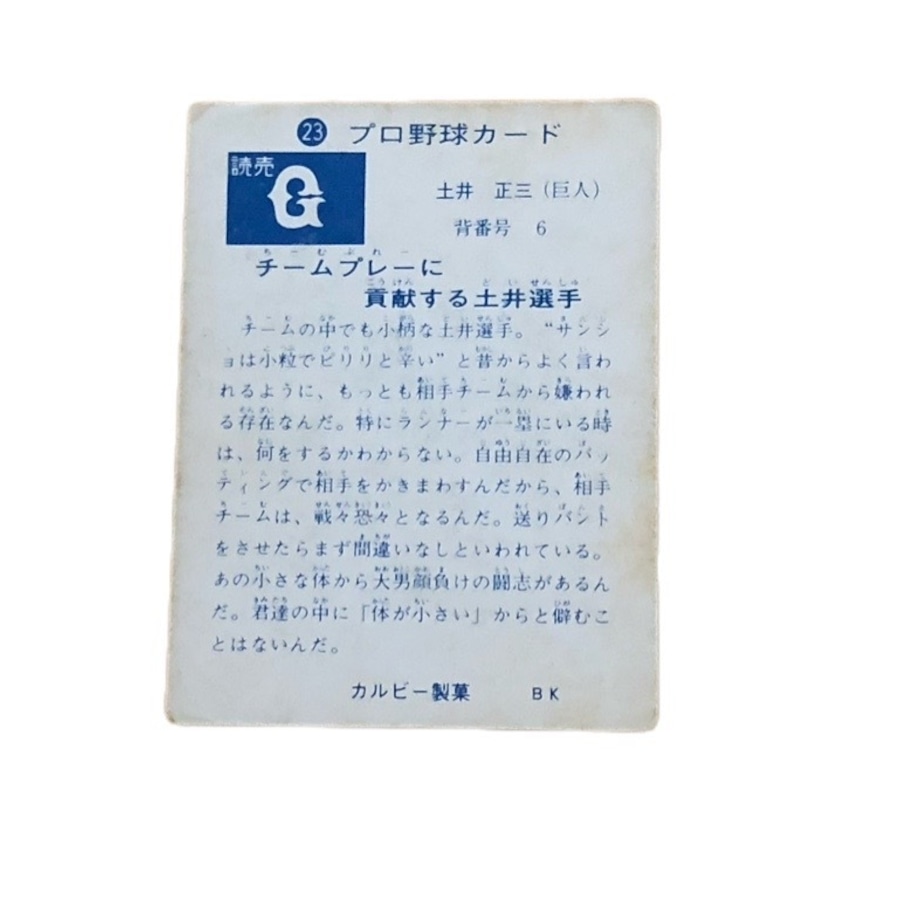 23 プロ野球カード
読売
G
土井 正三(巨人)
背番号 6
チームプレーに
貢献する土井選手
チームの中でも小柄な土井選手。“サンシ
ョは小粒でピリリと辛い”と昔からよく言わ
れるように、もっとも相手チームから嫌われ
る存在なんだ。特にランナーが一塁にいる時
は、何をするかわからない。自由自在のバッ
ティングで相手をかきまわすんだから、相手
チームは、戦々恐々となるんだ。送りバント
をさせたらまず間違いなしといわれている。
あの小さな体から大男顔負けの闘志があるん
だ。君達の中に「体が小さい」からと僻むこ
とはないんだ。
カルビー製菓 BK